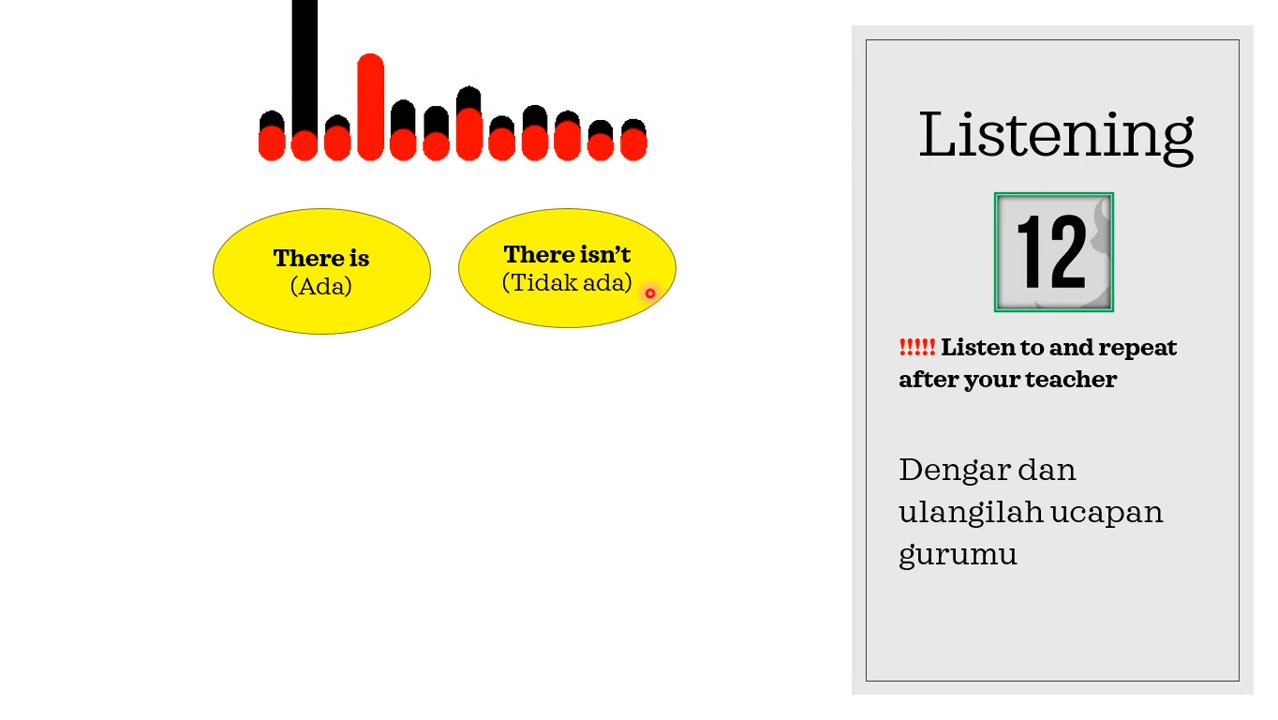 There is
(Ada)
There isn't
(Tidak ada)
Listening
12
!!!!! Listen to and repeat
after your teacher
Dengar dan
ulangilah ucapan
gurumu